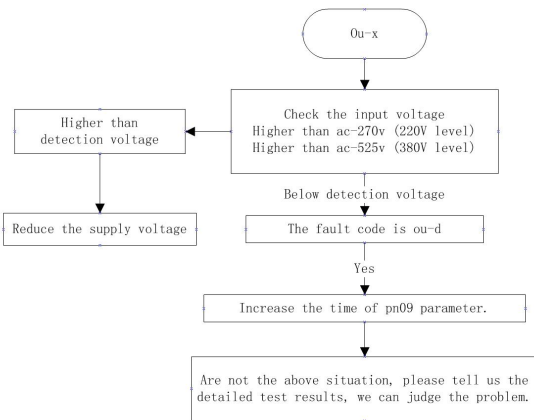 Ou-x
Check the input voltage
Higher than ac-270v (220V level)
Higher than ac-525v (380V level)
Higher than
detection voltage
Reduce the supply voltage
Below detection voltage
The fault code is ou-d
Yes
Increase the time of pn09 parameter.
Are not the above situation, please tell us the
detailed test results, we can judge the problem.